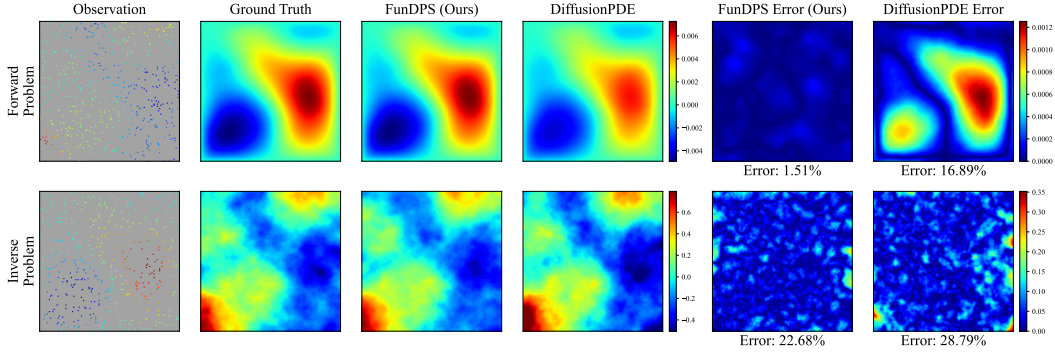 Observation
Ground Truth
FunDPS (Ours)
DiffusionPDE
FunDPS Error (Ours)
DiffusionPDE Error
Forward
Problem
0.006
0.004
0.002
0.000
−0.002
−0.004
0.0012
0.0010
0.0008
0.0006
0.0004
0.0002
0.0000
Error: 1.51%
Error: 16.89%
Inverse
Problem
0.6
0.4
0.2
0.0
−0.2
−0.4
0.35
0.30
0.25
0.20
0.15
0.10
0.05
0.00
Error: 22.68%
Error: 28.79%